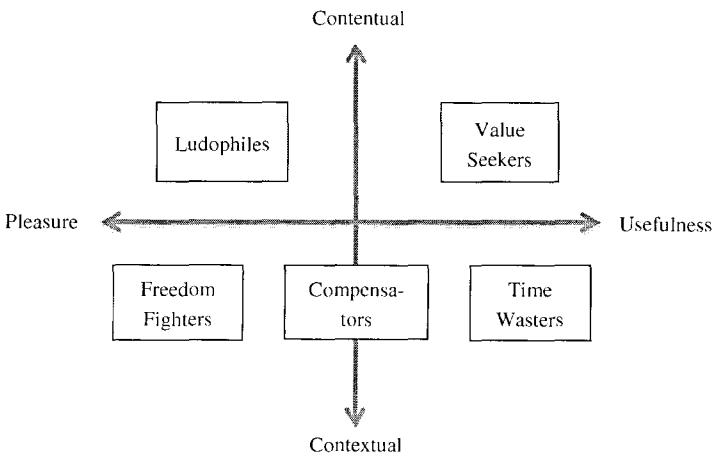 Contentual
Ludophiles
Value
Seekers
Pleasure
Usefulness
Freedom
Fighters
Compensa-
tors
Time
Wasters
Contextual